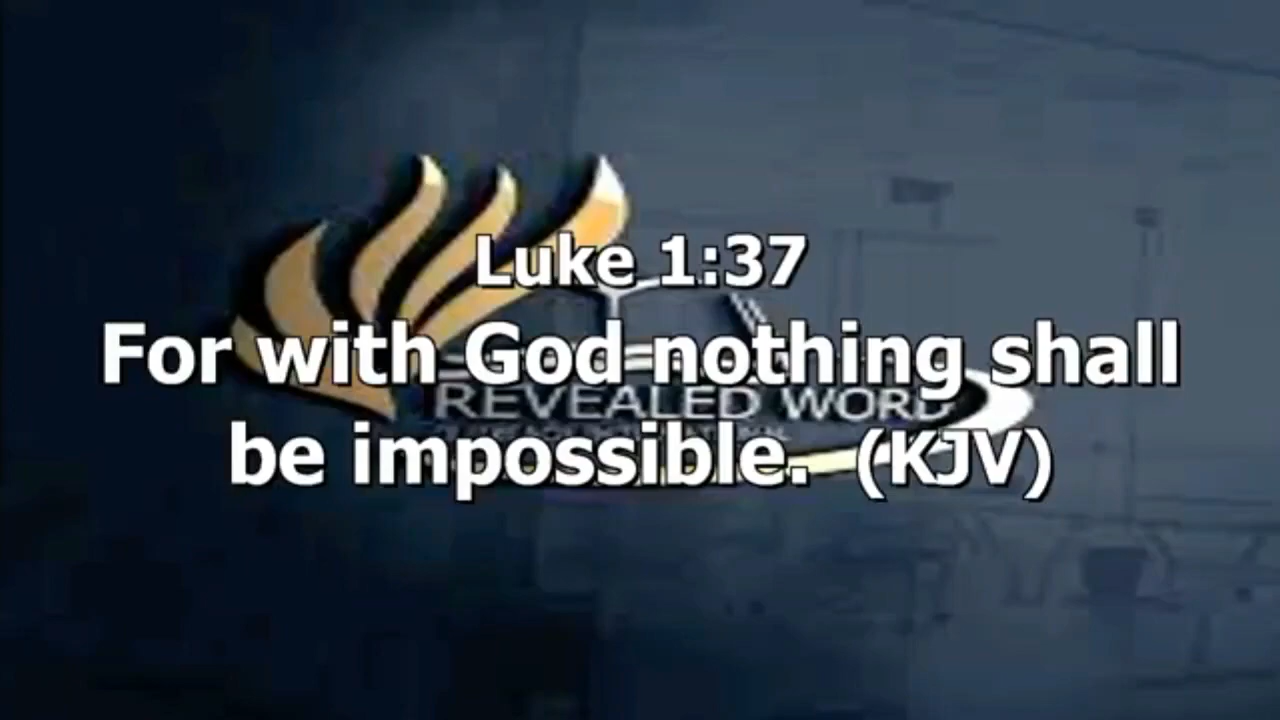 Luke 1:37
For with God nothing shall
REVEALED WORD
be impossible. (KJV)